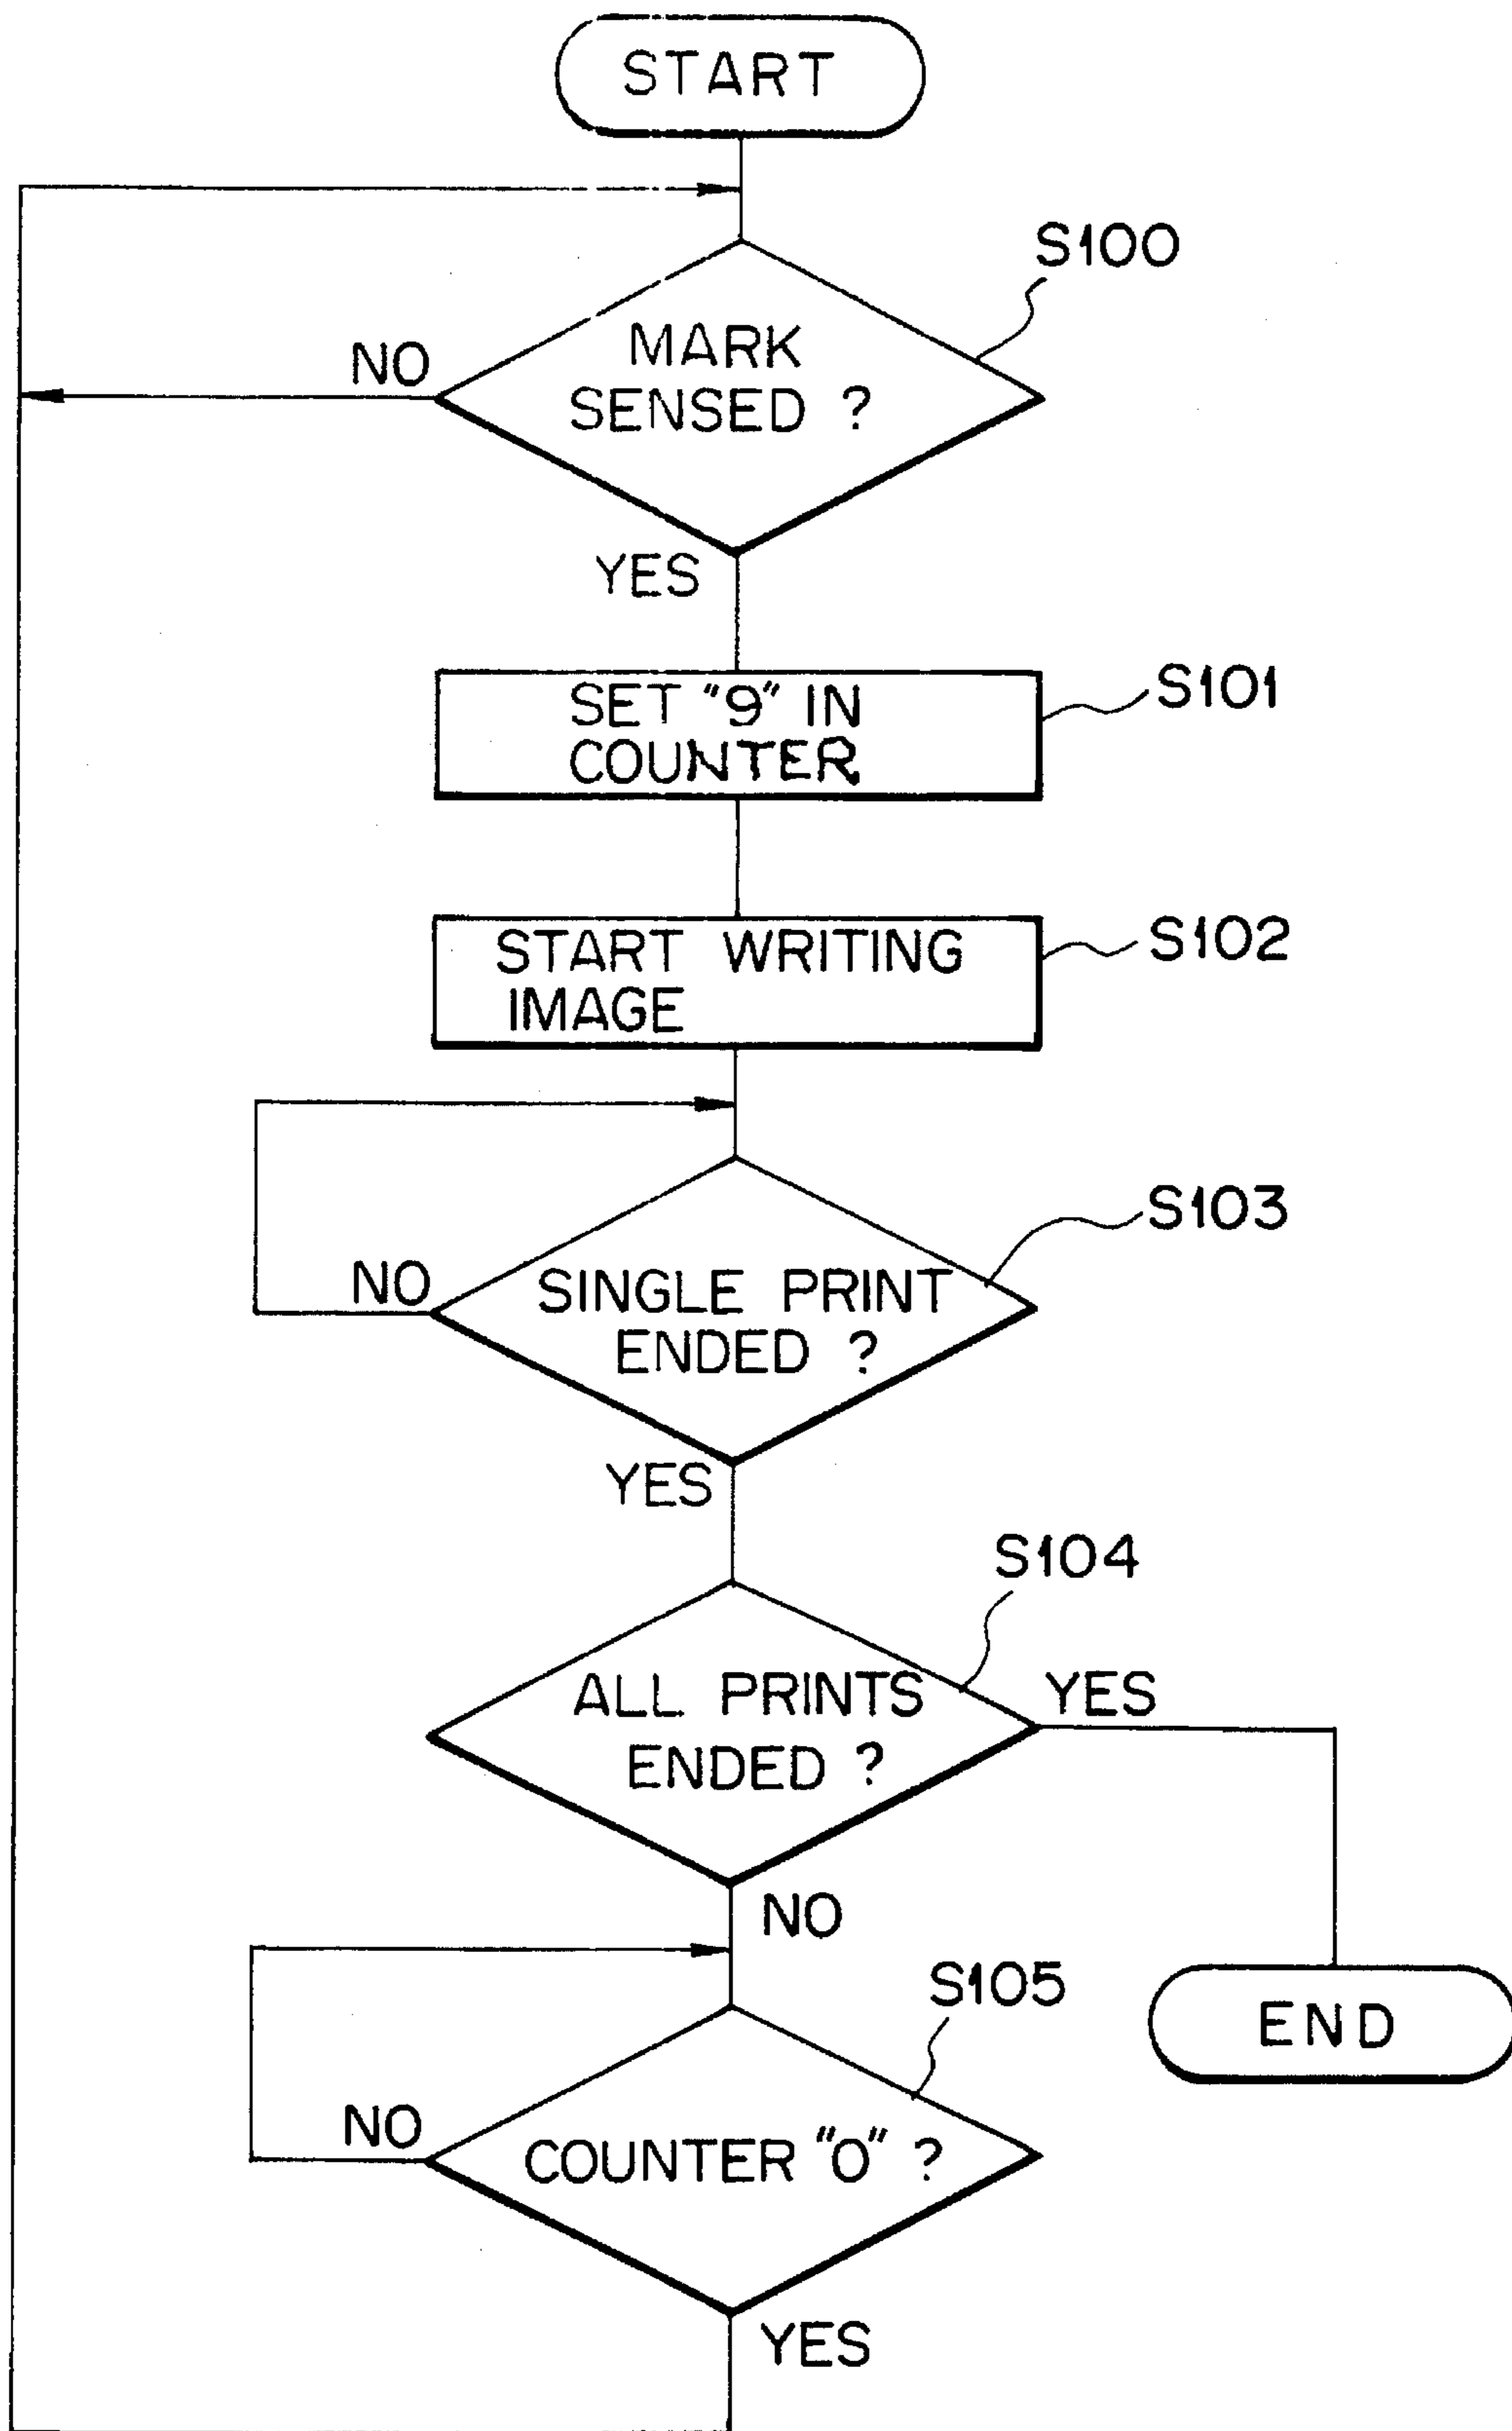 START
S100
MARK
SENSED ?
NO
YES
SET "9" IN
COUNTER
S101
START WRITING
IMAGE
S102
S103
NO
SINGLE PRINT
ENDED ?
YES
S104
ALL PRINTS
ENDED ?
YES
NO
S105
END
NO
COUNTER "0" ?
YES